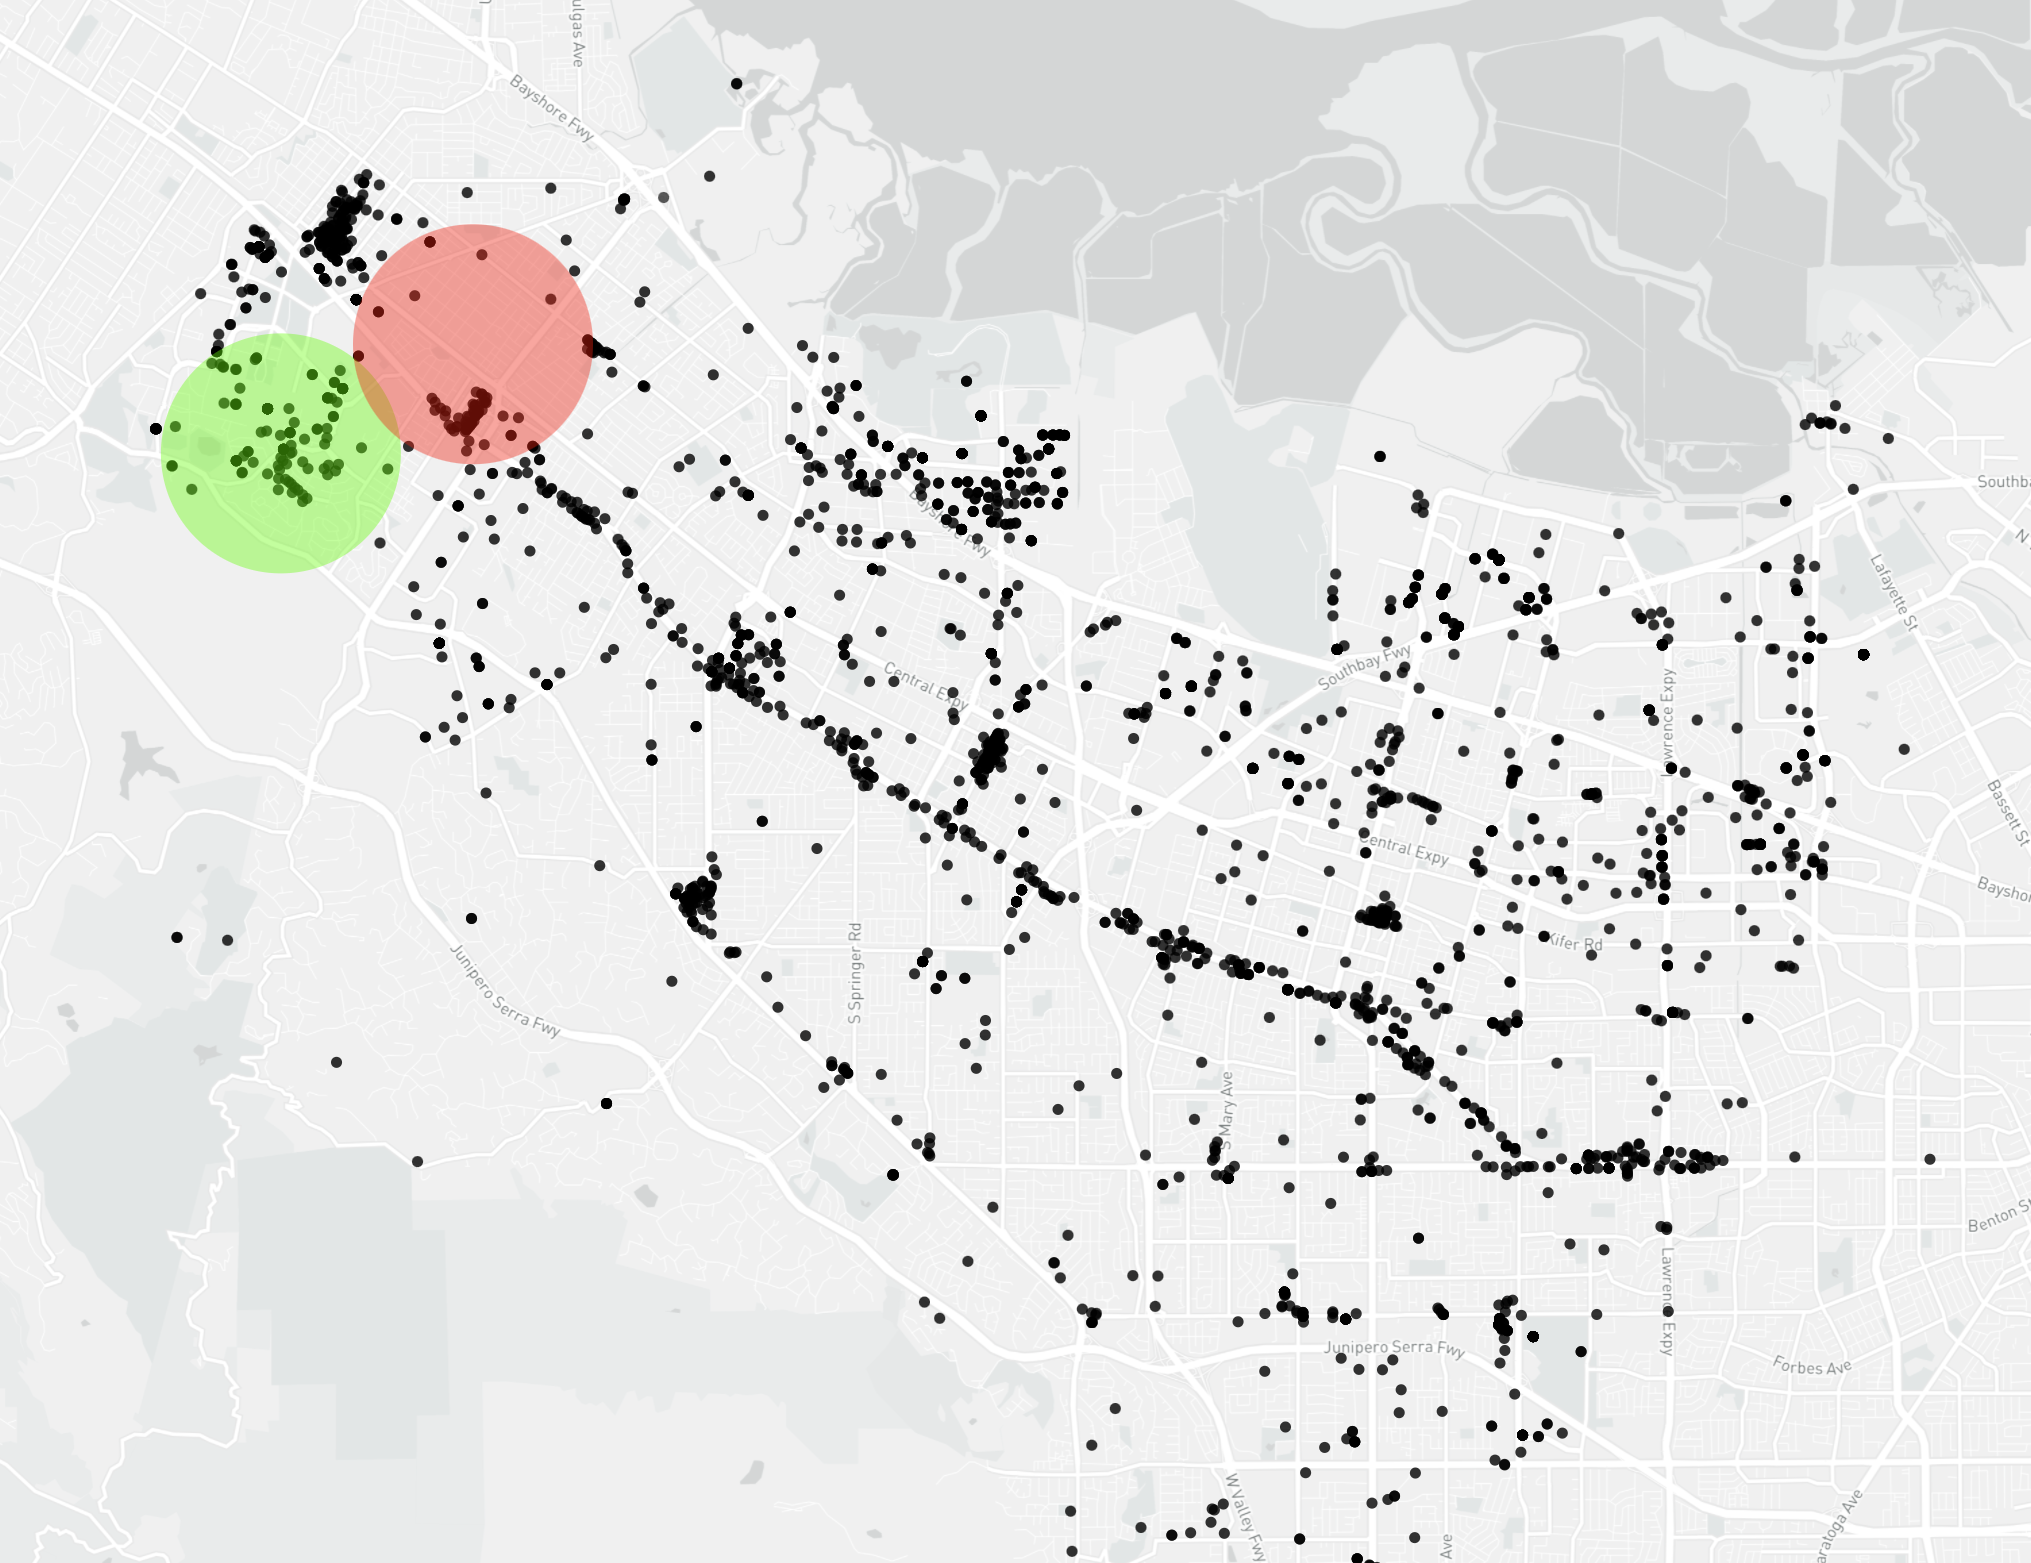 ulgas Ave
Bayshore Fwy
Southba
Bayshore Fwy
N
Lafayette St
Southbay Fwy
Central Expy
Lawrence Expy
Bassett St
Central Expy
Bayshor
Kifer Rd
S Springer Rd
Junipero Serra Fwy
S Mary Ave
Benton St
Lawrence Expy
Junipero Serra Fwy
Forbes Ave
W Valley Fwy
Ave
aratoga Ave